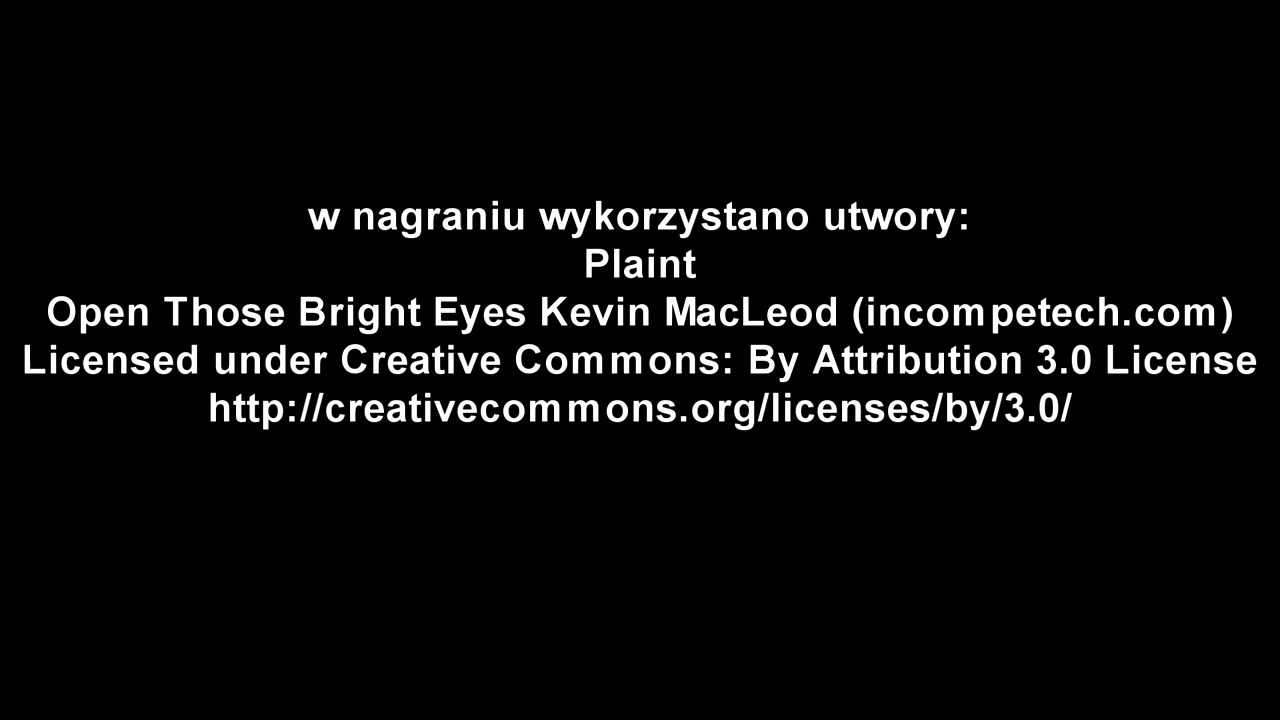 w nagraniu wykorzystano utwory:
Plaint
Open Those Bright Eyes Kevin MacLeod (incompetech.com)
Licensed under Creative Commons: By Attribution 3.0 License
http://creativecommons.org/licenses/by/3.0/